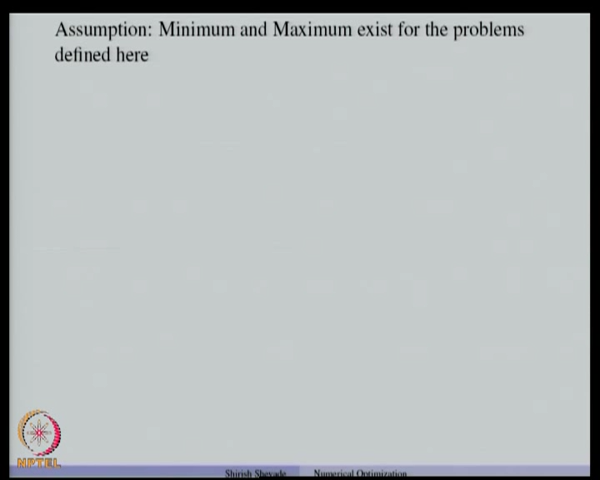 Assumption: Minimum and Maximum exist for the problems
defined here
NPTEL
Shirish Shevade Numerical Optimization